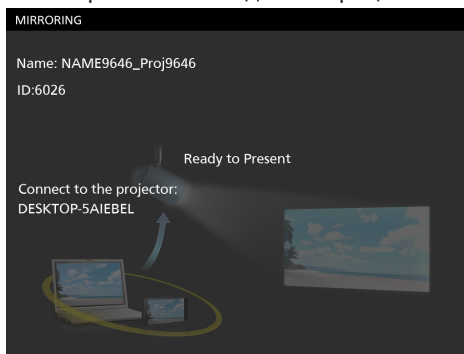 MIRRORING
Name: NAME9646_Proj9646
ID:6026
Ready to Present
Connect to the projector:
DESKTOP-5AIEBEL